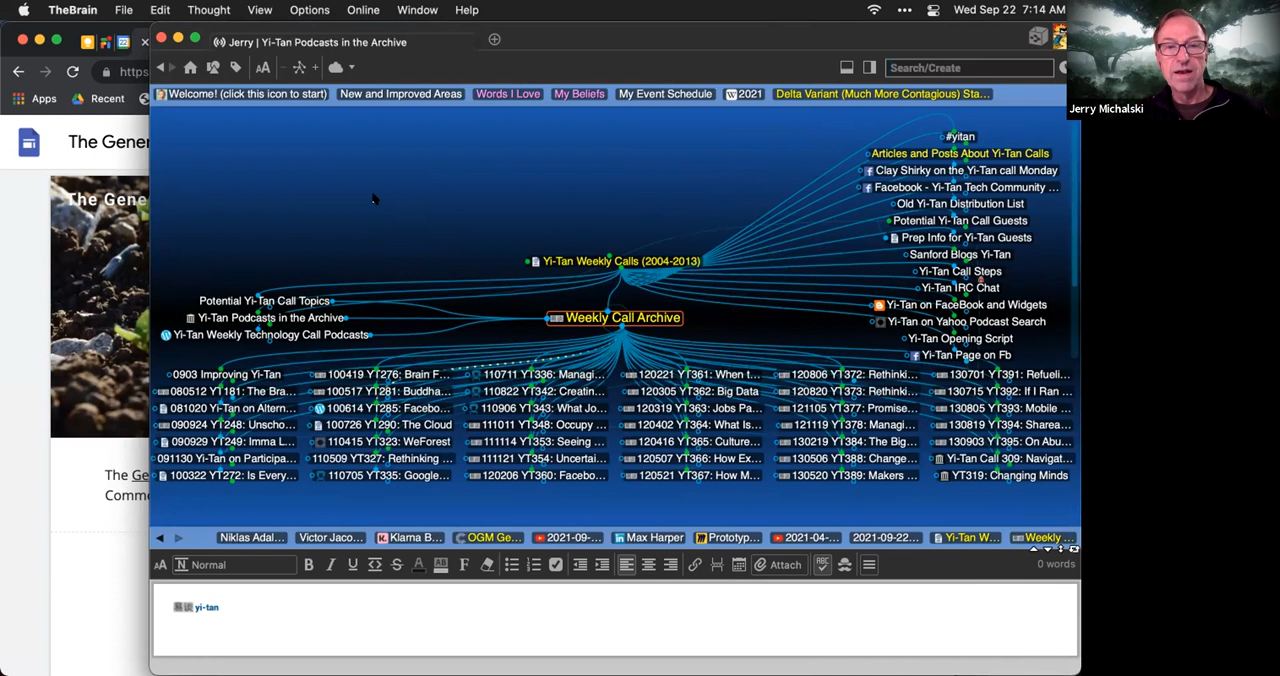 TheBrain File Edit Thought View Options Online Window Help
Wed Sep 22 7:14 AM
Jerry | Yi-Tan Podcasts in the Archive
https
Search/Create
Apps Recent
Welcome! (click this icon to start) New and Improved Areas Words I Love My Beliefs My Event Schedule 2021 Delta Variant (Much More Contagious) Sta...
Jerry Michalski
The Gener
The Gene
#yitan
Articles and Posts About Yi-Tan Calls
Clay Shirky on the Yi-Tan call Monday
Facebook - Yi-Tan Tech Community ...
Old Yi-Tan Distribution List
Potential Yi-Tan Call Guests
Prep Info for Yi-Tan Guests
Sanford Blogs Yi-Tan
Yi-Tan Call Steps
Yi-Tan IRC Chat
Yi-Tan on FaceBook and Widgets
Yi-Tan on Yahoo Podcast Search
Yi-Tan Opening Script
Yi-Tan Page on Fb
Yi-Tan Weekly Calls (2004-2013)
Potential Yi-Tan Call Topics
Yi-Tan Podcasts in the Archive
Yi-Tan Weekly Technology Call Podcasts
Weekly Call Archive
0903 Improving Yi-Tan 100419 YT276; Brain F... 110711 YT336: Managi... 120221 YT361: When t... 120806 YT372: Rethinki... 130701 YT391: Refueli...
080512 YT181: The Bra... 100517 YT281: Buddha... 110822 YT342: Creatin... 120305 YT362: Big Data 120820 YT373: Rethinki... 130715 YT392: If I Ran ...
081020 Yi-Tan on Altern... 100614 YT285: Facebo... 110906 YT343: What Jo... 120319 YT363: Jobs Pa... 121105 YT377: Promise... 130805 YT393: Mobile ...
090924 YT248: Unscho... 100726 YT290: The Cloud 111011 YT348: Occupy ... 120402 YT364: What Is... 121119 YT378: Managi... 130819 YT394: Sharea...
090929 YT249: Imma L... 110415 YT323: WeForest 111114 YT353: Seeing ... 120416 YT365: Culture... 130219 YT384: The Big... 130903 YT395: On Abu...
091130 Yi-Tan on Participa... 110509 YT327: Rethinking ... 111121 YT354: Uncertai... 120507 YT366: How Ex... 130506 YT388: Change... Yi-Tan Call 309: Navigat...
100322 YT272: Is Every... 110705 YT335: Google... 120206 YT360: Facebo... 120521 YT367: How M... 130520 YT389: Makers ... YT319: Changing Minds
The Ge
Comme
Niklas Adal... Victor Jaco... Klarna B... OGM Ge... 2021-09-... Max Harper Prototyp... 2021-04-... 2021-09-22... Yi-Tan W... Weekly ...
Normal
Attach
0 words
yi-tan